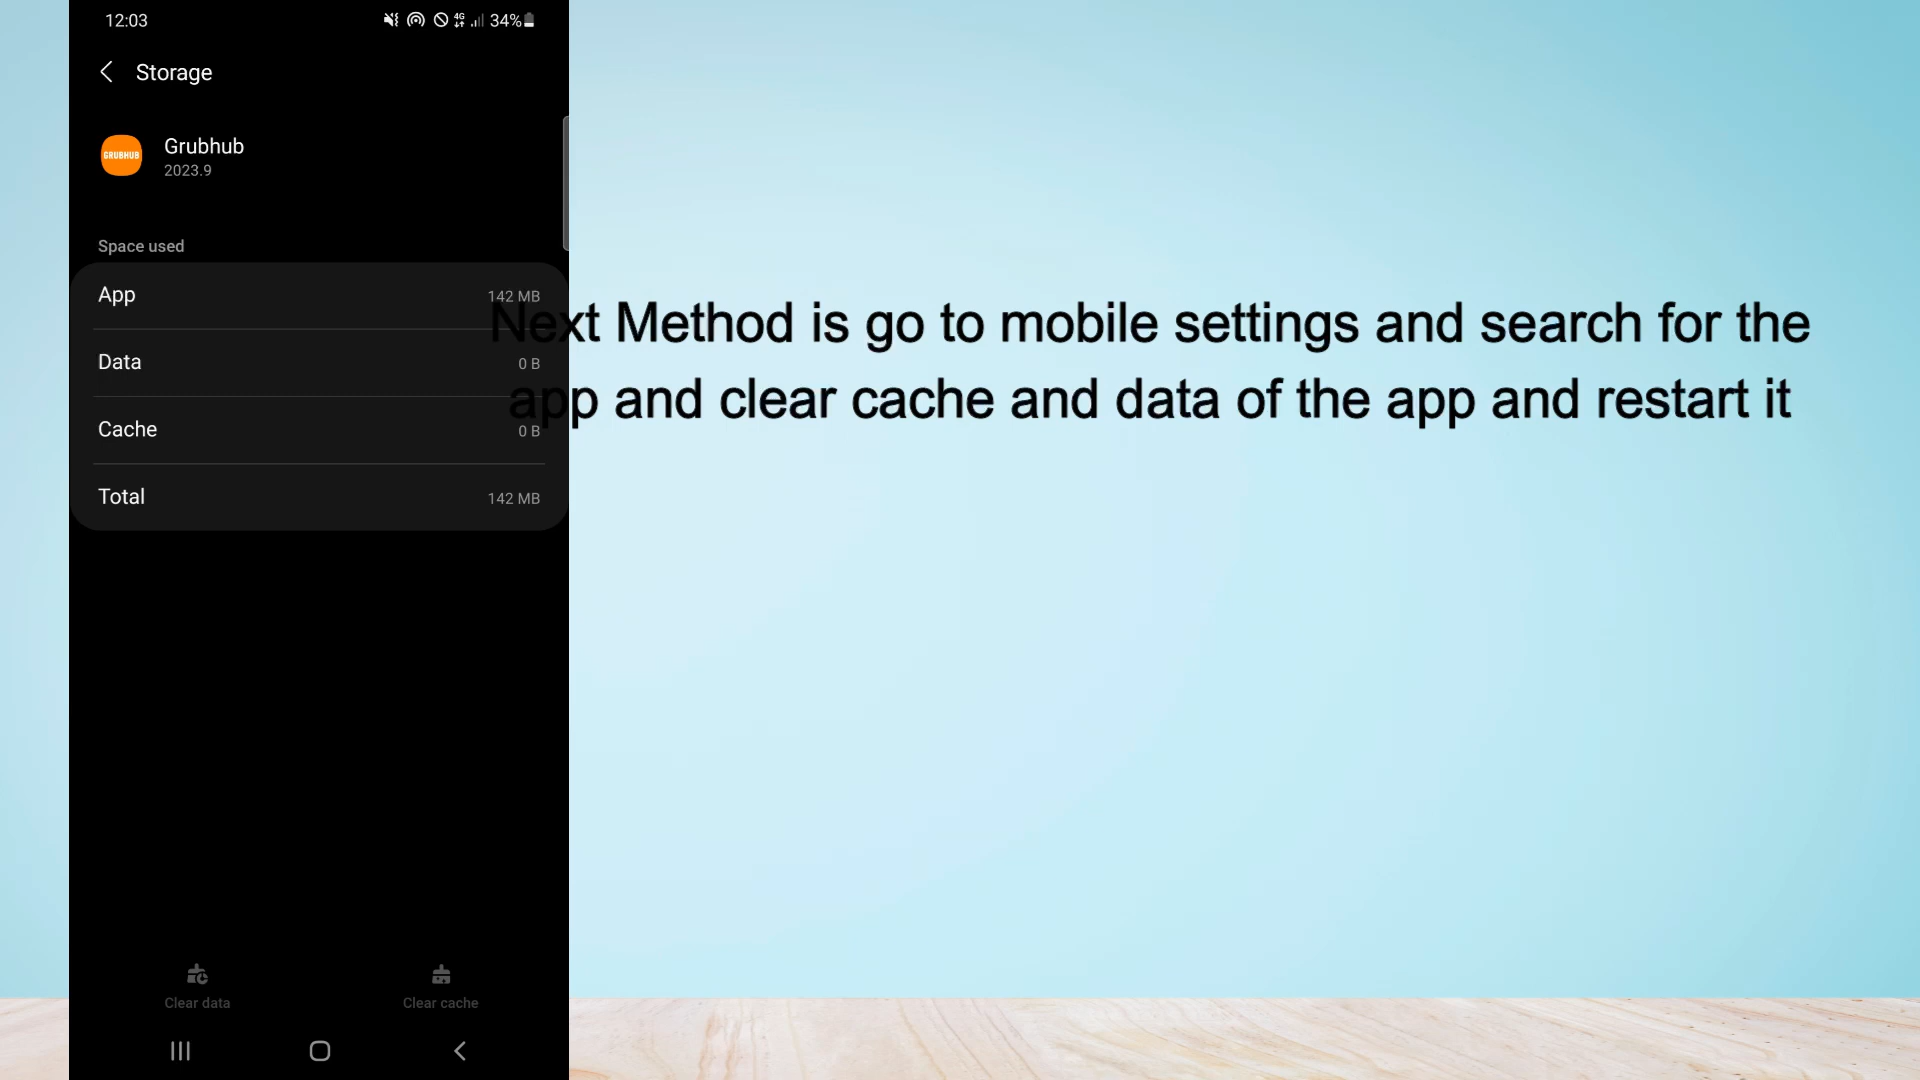 12:03
4G 34%
Storage
GRUBHUB
Grubhub
2023.9
Space used
App 142 MB
Data 0 B
Cache 0 B
Total 142 MB
Next Method is go to mobile settings and search for the
app and clear cache and data of the app and restart it
Clear data
Clear cache